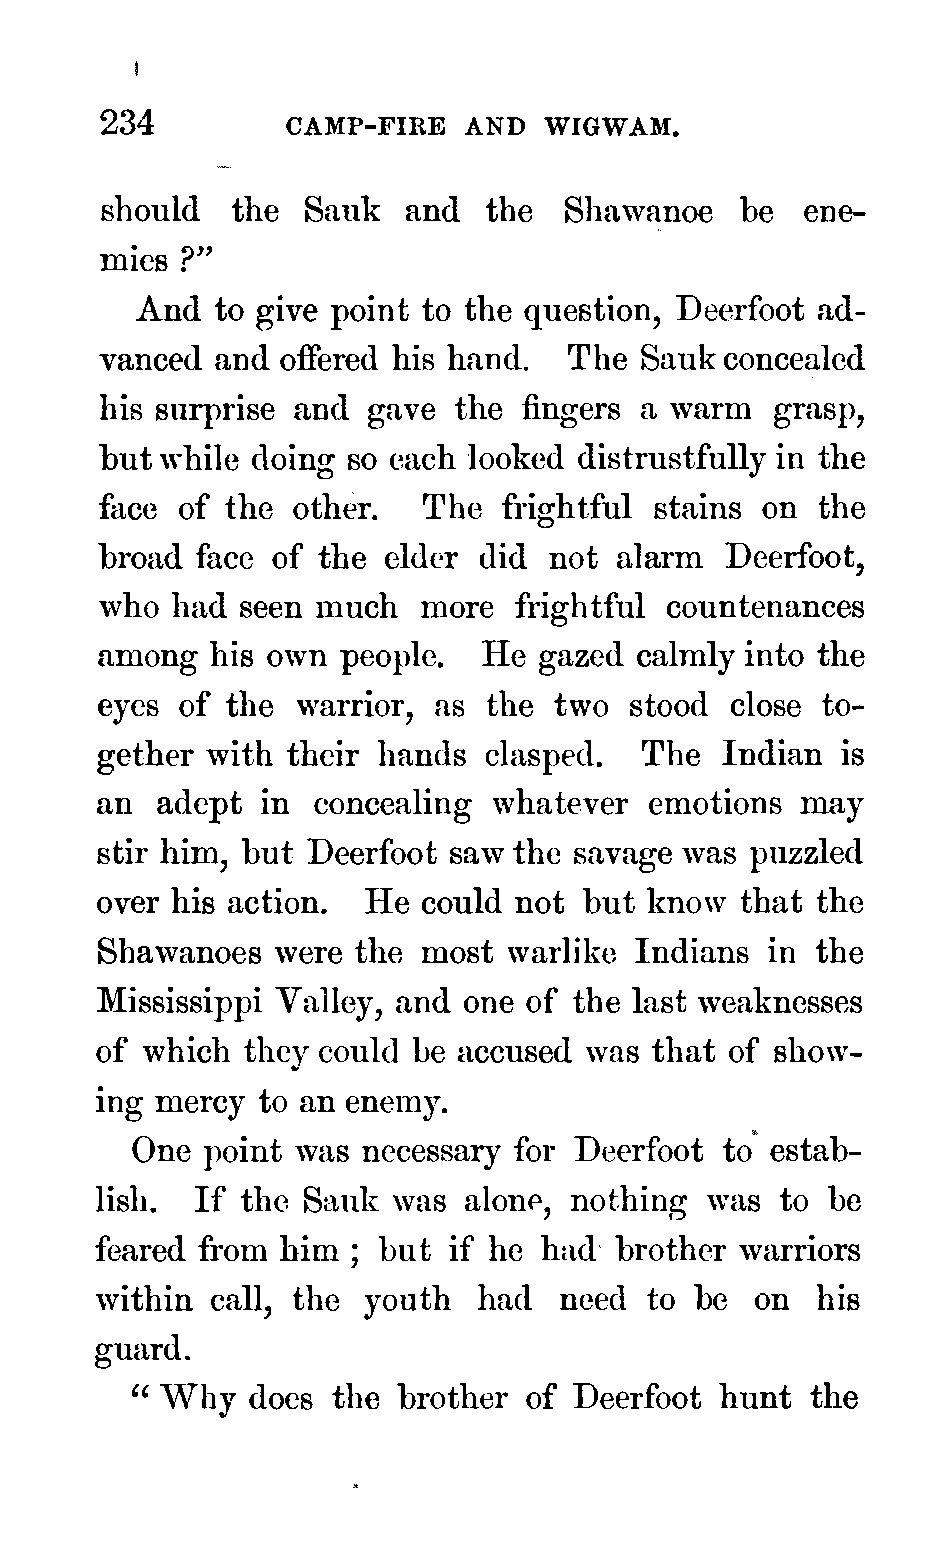 234 CAMP-FIRE AND WIGWAM.
should the Sauk and the Shawanoe be ene-
mies ?”
And to give point to the question, Deerfoot ad-
vanced and offered his hand. The Sauk concealed
his surprise and gave the fingers a warm grasp,
but while doing so each looked distrustfully in the
face of the other. The frightful stains on the
broad face of the elder did not alarm Deerfoot,
who had seen much more frightful countenances
among his own people. He gazed calmly into the
eyes of the warrior, as the two stood close to-
gether with their hands clasped. The Indian is
an adept in concealing whatever emotions may
stir him, but Deerfoot saw the savage was puzzled
over his action. He could not but know that the
Shawanoes were the most warlike Indians in the
Mississippi Valley, and one of the last weaknesses
of which they could be accused was that of show-
ing mercy to an enemy.
One point was necessary for Deerfoot to estab-
lish. If the Sauk was alone, nothing was to be
feared from him ; but if he had brother warriors
within call, the youth had need to be on his
guard.
“ Why does the brother of Deerfoot hunt the